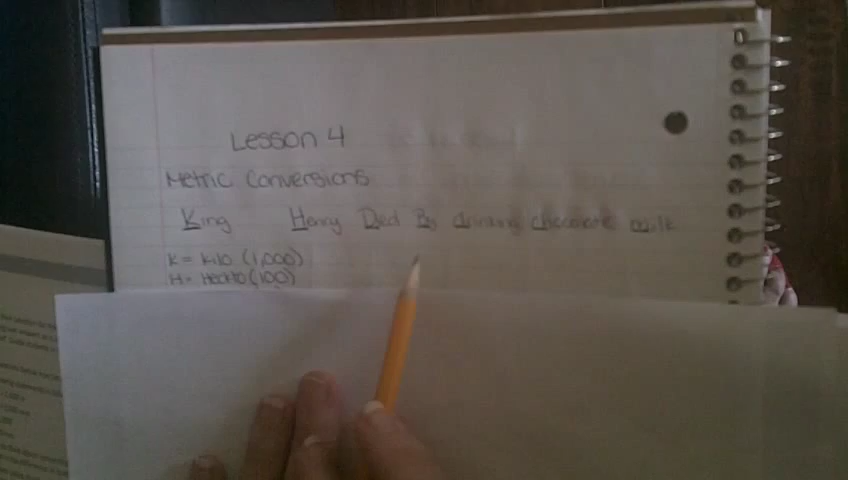 Lesson 4
Metric Conversions
King Henry Died By drinking chocolate milk
K = Kilo (1,000)
H = Hecto (100)